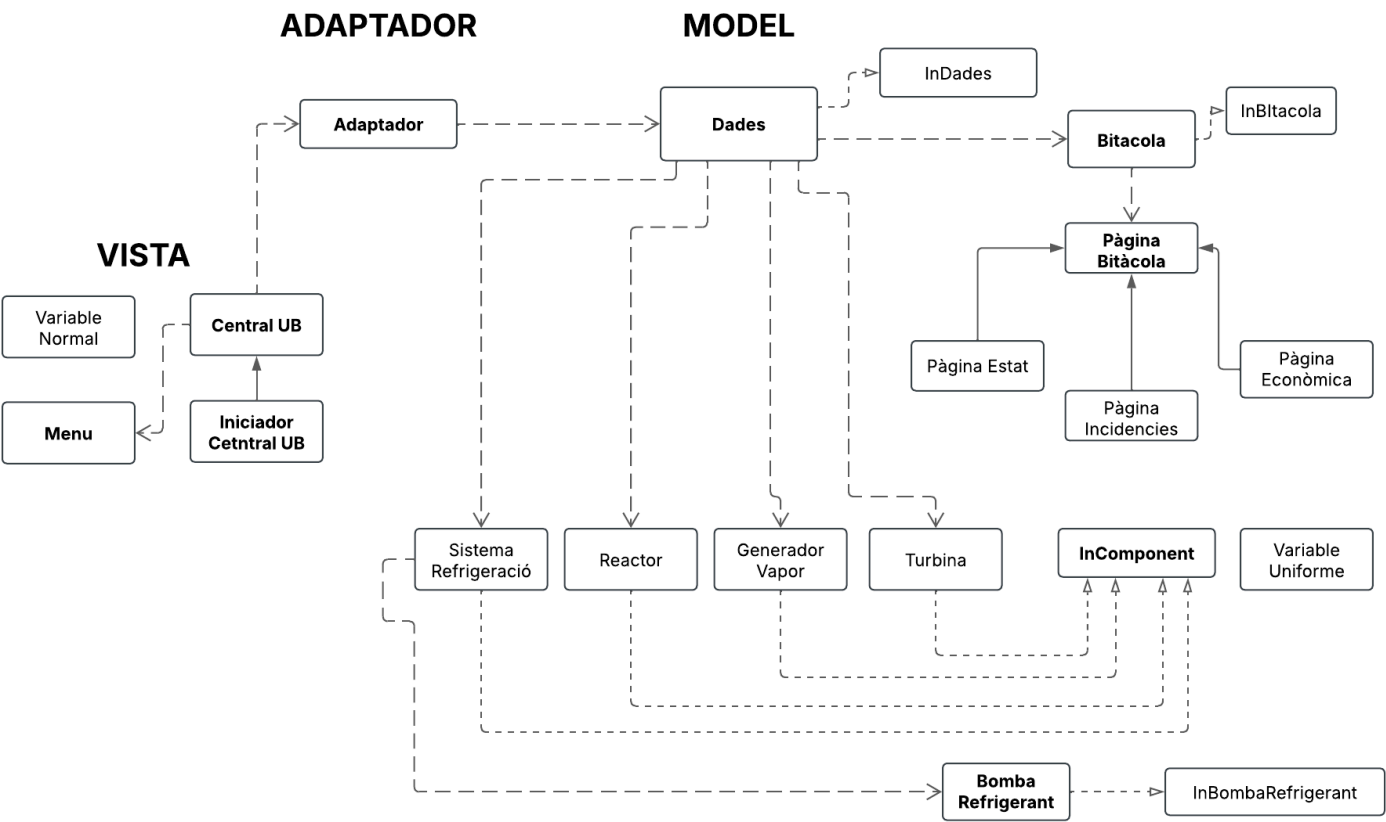 ADAPTADOR
MODEL
InDades
InBItacola
Adaptador
Dades
Bitacola
VISTA
Pàgina
Bitàcola
Variable
Normal
Central UB
Pàgina Estat
Pàgina
Econòmica
Menu
Iniciador
Cetntral UB
Pàgina
Incidencies
Sistema
Refrigeració
Reactor
Generador
Vapor
Turbina
InComponent
Variable
Uniforme
Bomba
Refrigerant
InBombaRefrigerant